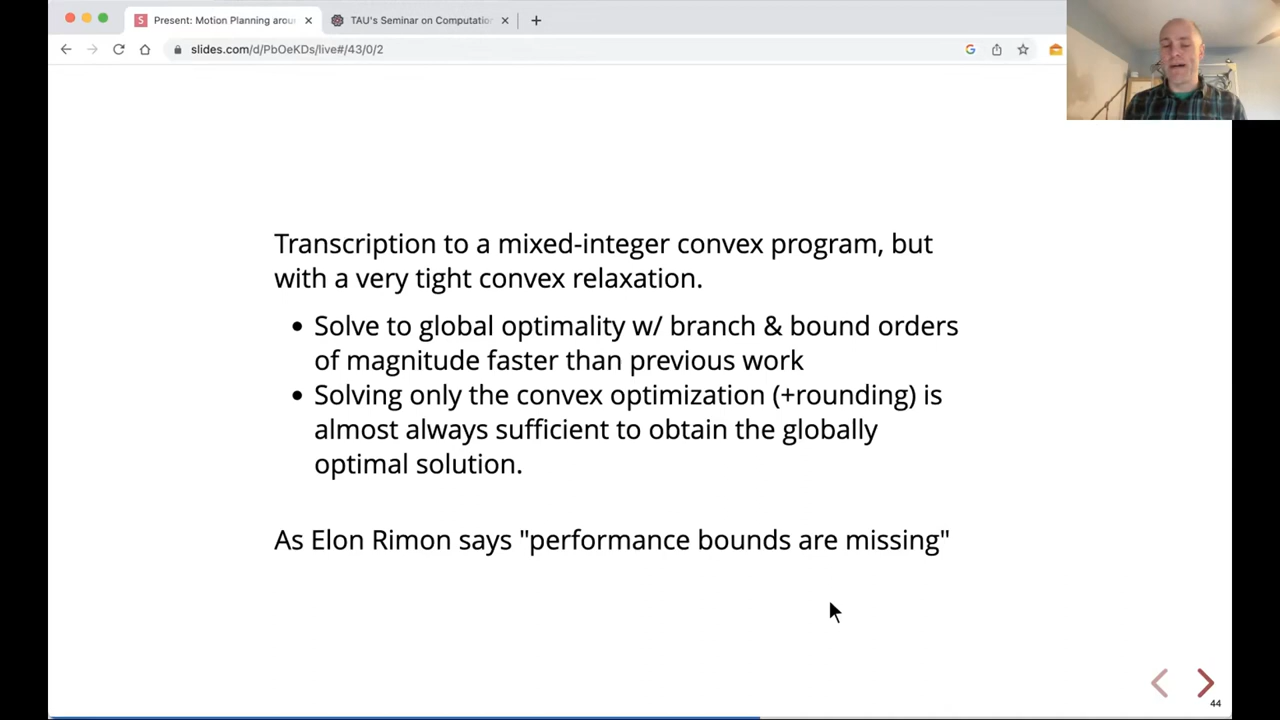 Present: Motion Planning arou
TAU's Seminar on Computatio
slides.com/d/PbOeKDs/live#/43/0/2
Transcription to a mixed-integer convex program, but
with a very tight convex relaxation.
• Solve to global optimality w/ branch & bound orders
of magnitude faster than previous work
• Solving only the convex optimization (+rounding) is
almost always sufficient to obtain the globally
optimal solution.
As Elon Rimon says "performance bounds are missing"
44